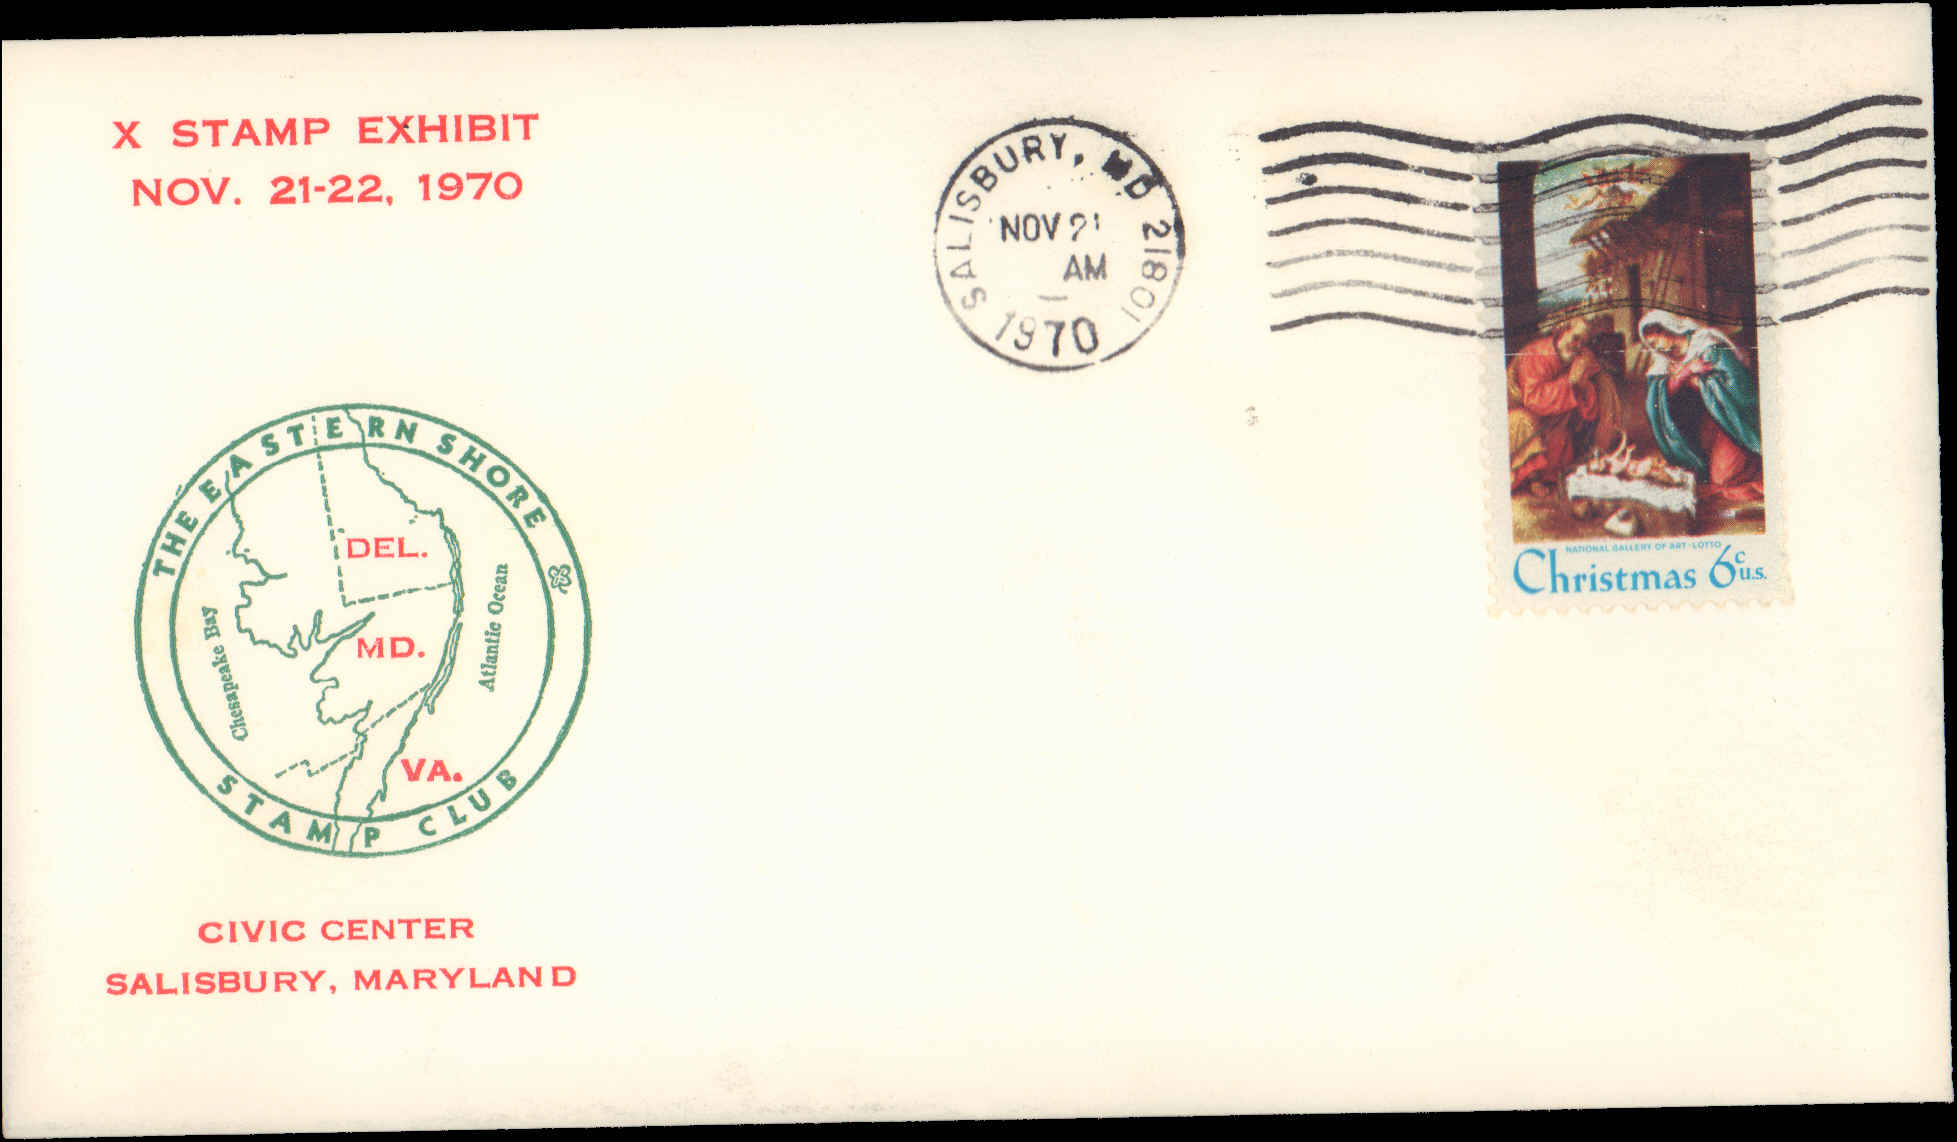 X STAMP EXHIBIT
NOV. 21-22, 1970
SALISBURY, MD 21801
NOV 21
AM
1970
NATIONAL GALLERY OF ART · LOTTO
Christmas 6c U.S.
THE EASTERN SHORE
STAMP CLUB
DEL.
MD.
VA.
Chesapeake Bay
Atlantic Ocean
CIVIC CENTER
SALISBURY, MARYLAND